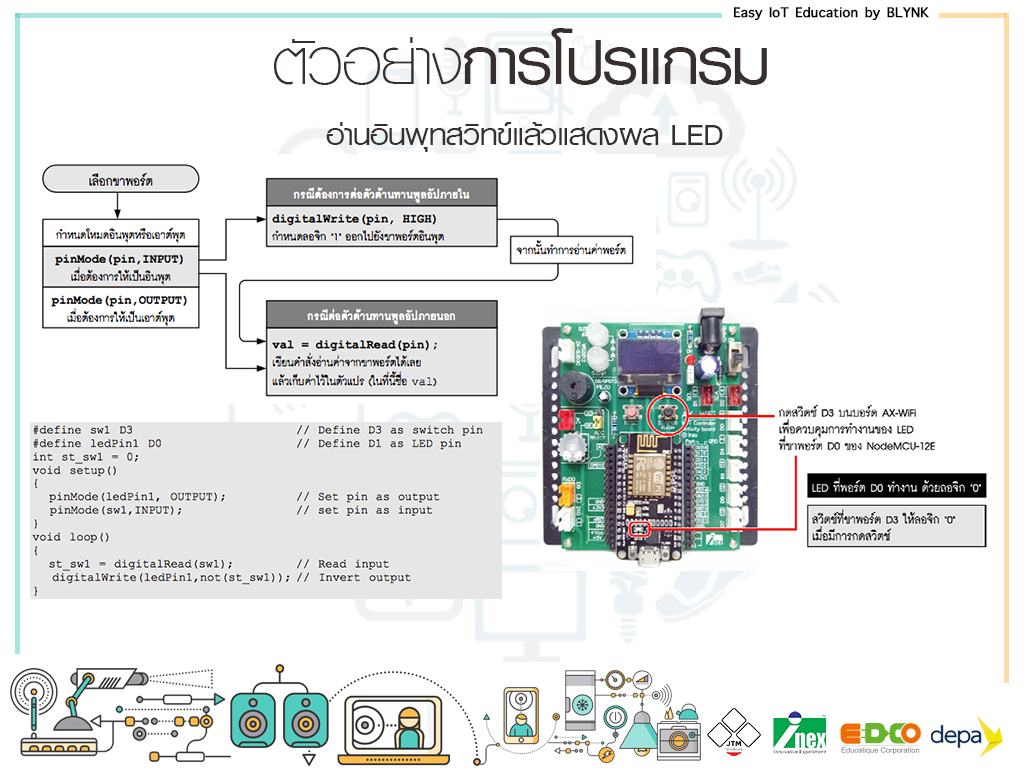 Easy IoT Education by BLYNK
ตัวอย่างการโปรแกรม
อ่านอินพุทสวิทซ์แล้วแสดงผล LED
เลือกขาพอร์ต
กำหนดโหมดอินพุตหรือเอาต์พุต
pinMode(pin,INPUT)
เมื่อต้องการให้เป็นอินพุต
pinMode(pin,OUTPUT)
เมื่อต้องการให้เป็นเอาต์พุต
กรณีต้องการต่อตัวต้านทานพูลอัปภายใน
digitalWrite(pin, HIGH)
กำหนดลอจิก "1" ออกไปยังขาพอร์ตอินพุต
จากนั้นทำการอ่านค่าพอร์ต
กรณีต่อตัวต้านทานพูลอัปภายนอก
val = digitalRead(pin);
เขียนคำสั่งอ่านค่าจากขาพอร์ตได้เลย
แล้วเก็บค่าไว้ในตัวแปร (ในที่นี้ชื่อ val)
#define sw1 D3 // Define D3 as switch pin
#define ledPin1 D0 // Define D1 as LED pin
int st_sw1 = 0;
void setup()
{
pinMode(ledPin1, OUTPUT); // Set pin as output
pinMode(sw1,INPUT); // set pin as input
}
void loop()
{
st_sw1 = digitalRead(sw1); // Read input
digitalWrite(ledPin1,not(st_sw1)); // Invert output
}
กดสวิตช์ D3 บนบอร์ด AX-WiFi
เพื่อควบคุมการทำงานของ LED
ที่ขาพอร์ต D0 ของ NodeMCU-12E
LED ที่พอร์ต D0 ทำงาน ด้วยลอจิก "0"
สวิตช์ที่ขาพอร์ต D3 ให้ลอจิก "0"
เมื่อมีการกดสวิตช์
JTM
Solutions
inex
Innovative Experiment
EDCO
Educatique Corporation
depa